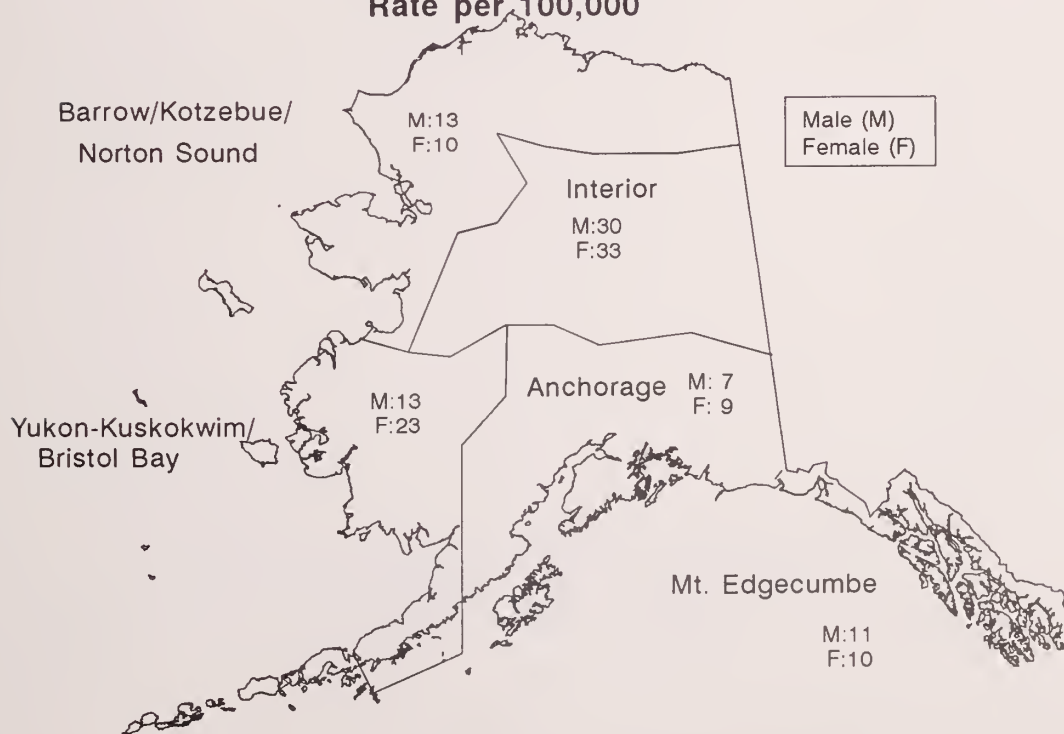 Rate per 100,000
Barrow/Kotzebue/
Norton Sound
M:13
F:10
Male (M)
Female (F)
Interior
M:30
F:33
Anchorage
M: 7
F: 9
M:13
F:23
Yukon-Kuskokwim/
Bristol Bay
Mt. Edgecumbe
M:11
F:10